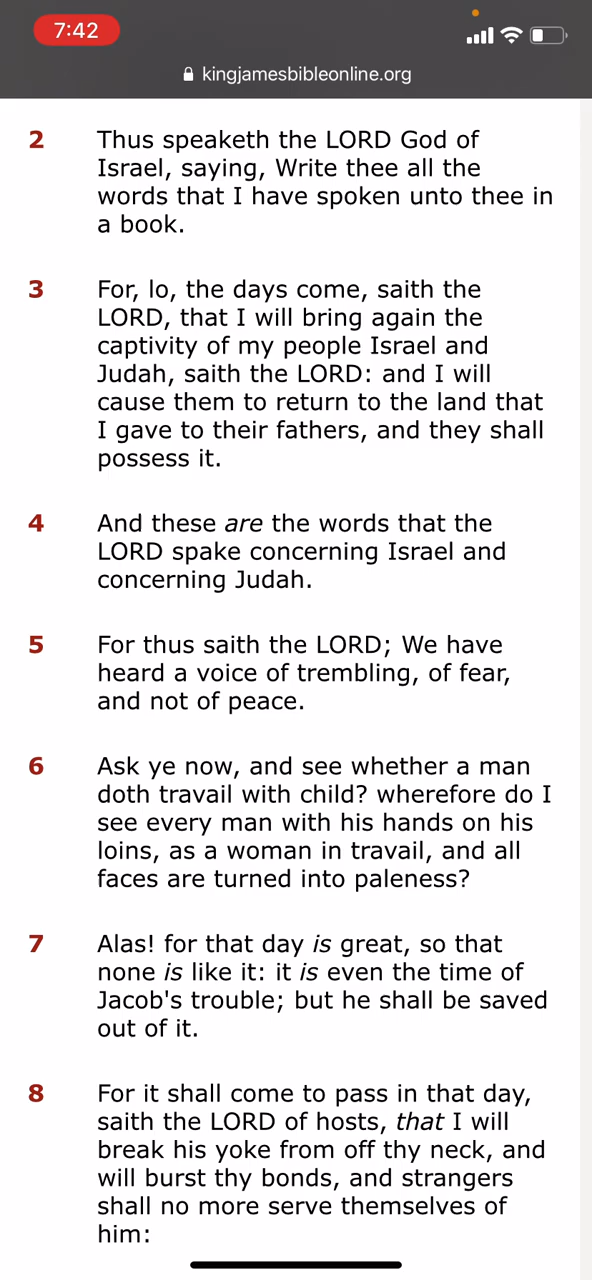 7:42
kingjamesbibleonline.org
2 Thus speaketh the LORD God of
Israel, saying, Write thee all the
words that I have spoken unto thee in
a book.
3 For, lo, the days come, saith the
LORD, that I will bring again the
captivity of my people Israel and
Judah, saith the LORD: and I will
cause them to return to the land that
I gave to their fathers, and they shall
possess it.
4 And these are the words that the
LORD spake concerning Israel and
concerning Judah.
5 For thus saith the LORD; We have
heard a voice of trembling, of fear,
and not of peace.
6 Ask ye now, and see whether a man
doth travail with child? wherefore do I
see every man with his hands on his
loins, as a woman in travail, and all
faces are turned into paleness?
7 Alas! for that day is great, so that
none is like it: it is even the time of
Jacob's trouble; but he shall be saved
out of it.
8 For it shall come to pass in that day,
saith the LORD of hosts, that I will
break his yoke from off thy neck, and
will burst thy bonds, and strangers
shall no more serve themselves of
him: